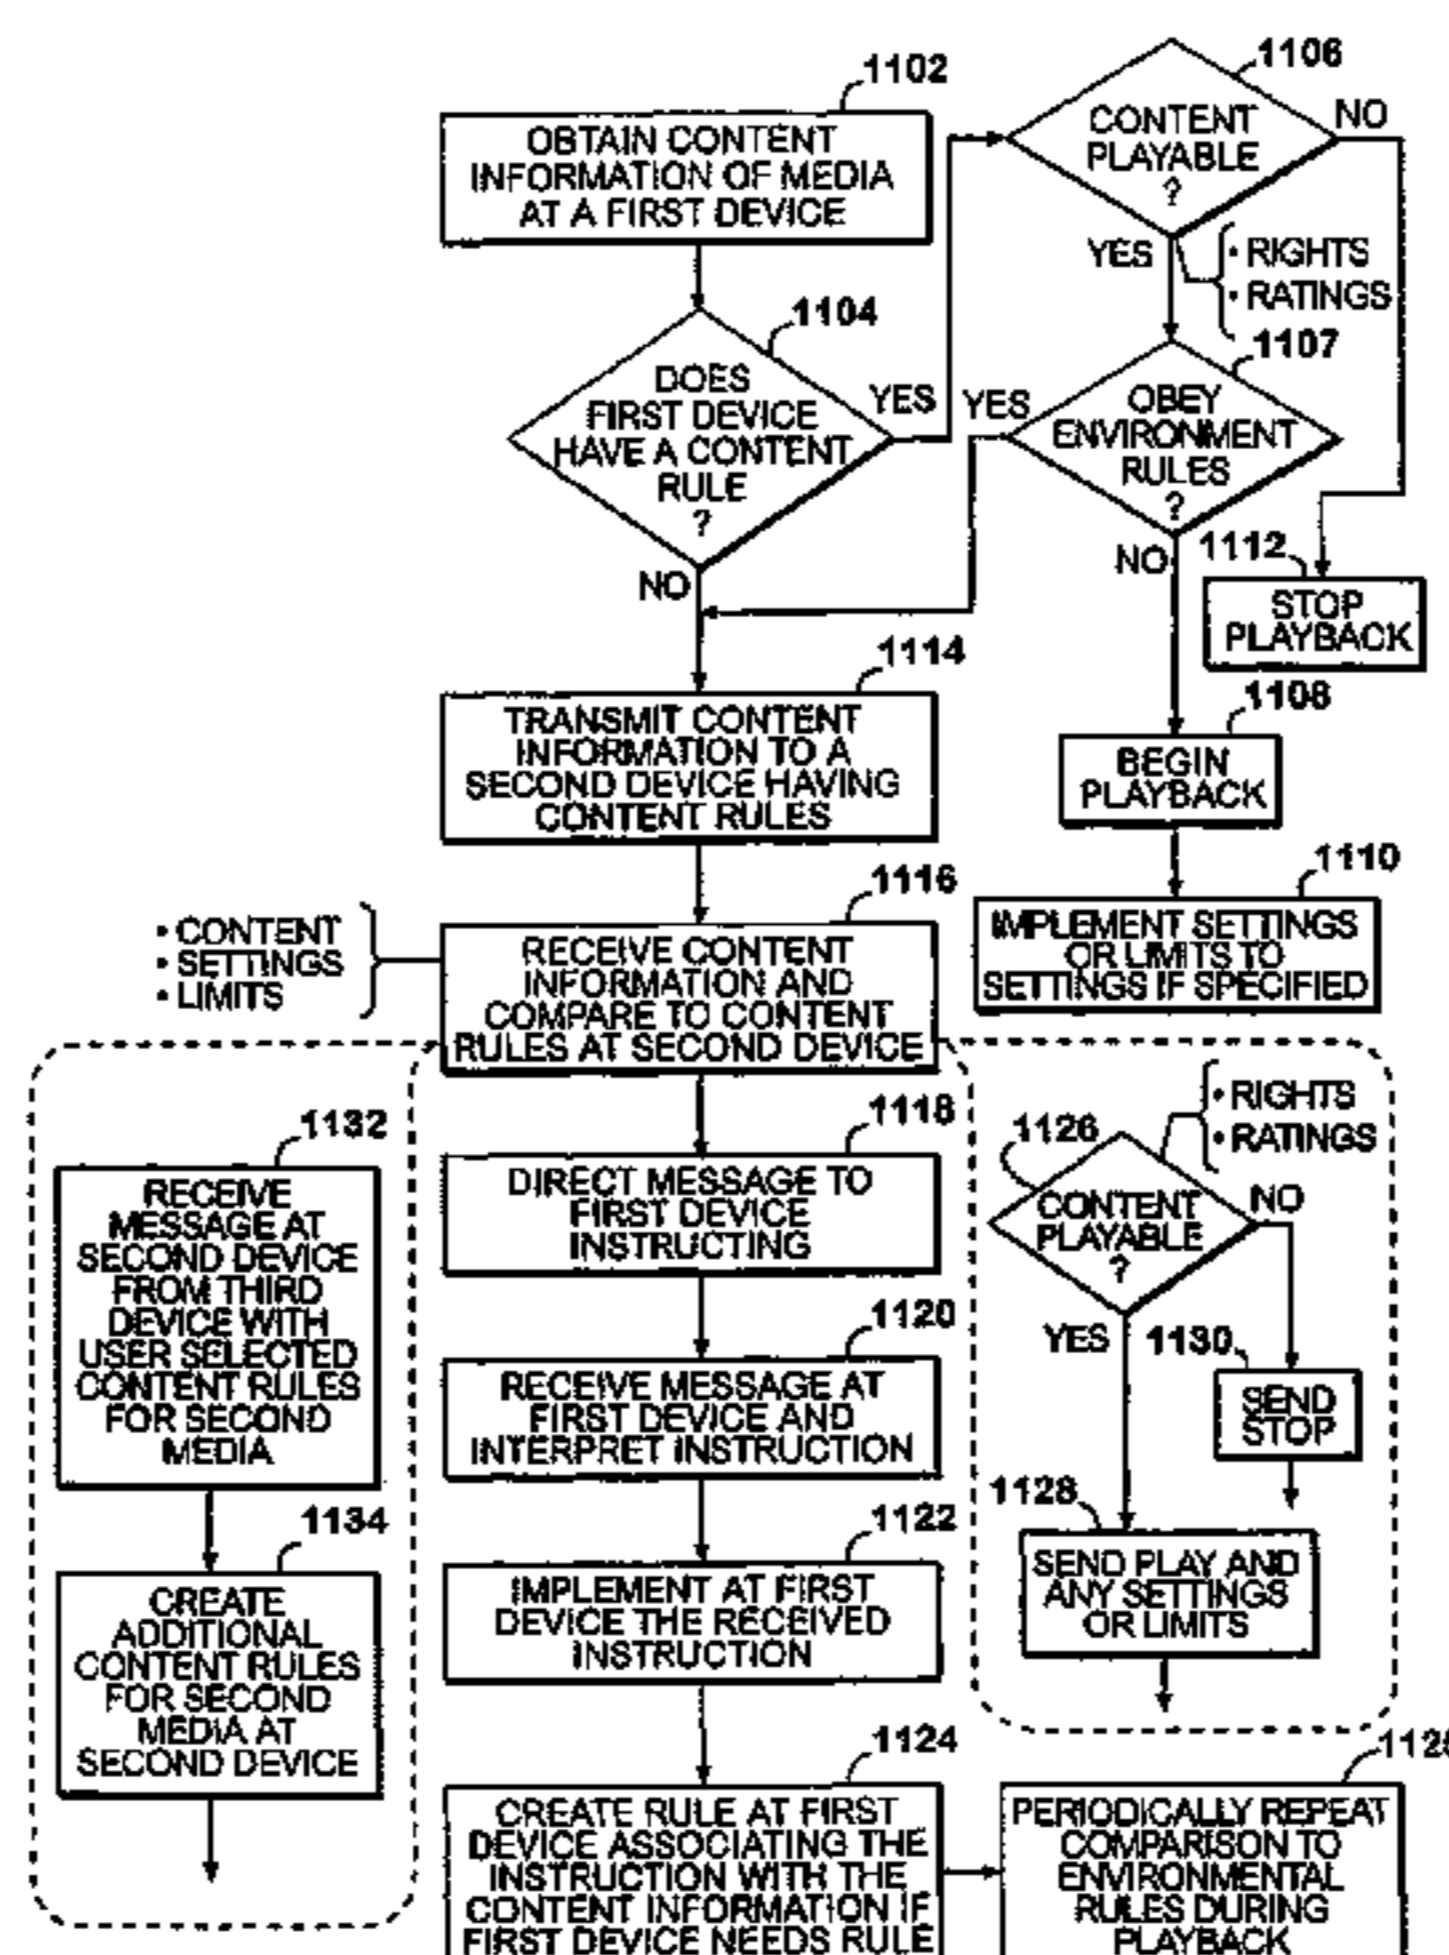 1102
OBTAIN CONTENT
INFORMATION OF MEDIA
AT A FIRST DEVICE
1104
DOES
FIRST DEVICE
HAVE A CONTENT
RULE
?
YES
NO
1106
CONTENT
PLAYABLE
?
NO
YES
• RIGHTS
• RATINGS
1107
OBEY
ENVIRONMENT
RULES
?
YES
NO
1112
STOP
PLAYBACK
1108
BEGIN
PLAYBACK
1110
IMPLEMENT SETTINGS
OR LIMITS TO
SETTINGS IF SPECIFIED
1114
TRANSMIT CONTENT
INFORMATION TO A
SECOND DEVICE HAVING
CONTENT RULES
1116
• CONTENT
• SETTINGS
• LIMITS
RECEIVE CONTENT
INFORMATION AND
COMPARE TO CONTENT
RULES AT SECOND DEVICE
1118
DIRECT MESSAGE TO
FIRST DEVICE
INSTRUCTING
1120
RECEIVE MESSAGE AT
FIRST DEVICE AND
INTERPRET INSTRUCTION
1122
IMPLEMENT AT FIRST
DEVICE THE RECEIVED
INSTRUCTION
1124
CREATE RULE AT FIRST
DEVICE ASSOCIATING THE
INSTRUCTION WITH THE
CONTENT INFORMATION IF
FIRST DEVICE NEEDS RULE
PERIODICALLY REPEAT
COMPARISON TO
ENVIRONMENTAL
RULES DURING
PLAYBACK
1126
CONTENT
PLAYABLE
?
• RIGHTS
• RATINGS
NO
YES
1130
SEND
STOP
1128
SEND PLAY AND
ANY SETTINGS
OR LIMITS
1132
RECEIVE
MESSAGE AT
SECOND DEVICE
FROM THIRD
DEVICE WITH
USER SELECTED
CONTENT RULES
FOR SECOND
MEDIA
1134
CREATE
ADDITIONAL
CONTENT RULES
FOR SECOND
MEDIA AT
SECOND DEVICE